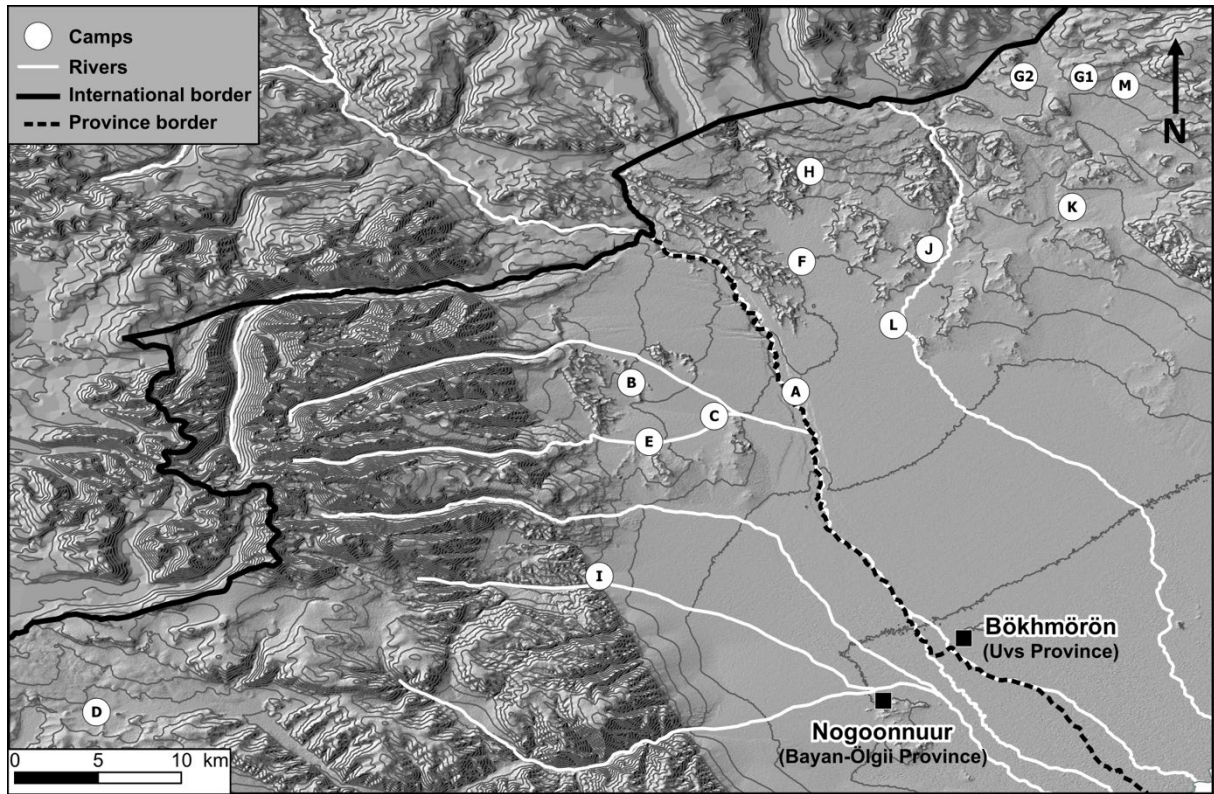 Camps
Rivers
International border
Province border
G2
G1
M
N
H
K
J
F
L
B
A
C
E
I
Bökhmörön
(Uvs Province)
D
Nogoonnuur
(Bayan-Ölgii Province)
0 5 10 km